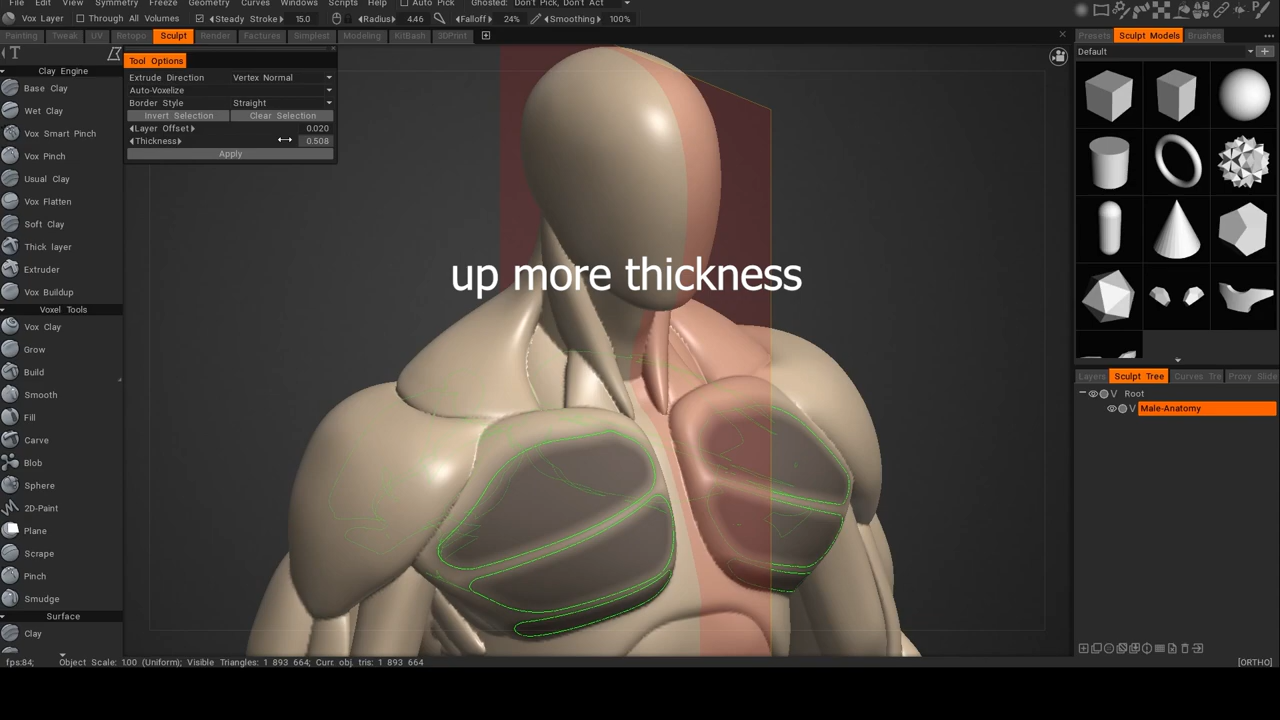 File Edit View Symmetry Freeze Geometry Curves Windows Scripts Help Auto Pick Ghosted: Don't Pick, Don't Act
Vox Layer Through All Volumes Steady Stroke 15.0 Radius 4.46 Falloff 24% Smoothing 100%
Painting Tweak UV Retopo Sculpt Render Factures Simplest Modeling KitBash 3DPrint
Presets Sculpt Models Brushes
Default
T
Tool Options
Extrude Direction Vertex Normal
Auto-Voxelize
Border Style Straight
Invert Selection Clear Selection
Layer Offset 0.020
Thickness 0.508
Apply
Clay Engine
Base Clay
Wet Clay
Vox Smart Pinch
Vox Pinch
Usual Clay
Vox Flatten
Soft Clay
Thick layer
Extruder
Vox Buildup
Voxel Tools
Vox Clay
Grow
Build
Smooth
Fill
Carve
Blob
Sphere
2D-Paint
Plane
Scrape
Pinch
Smudge
Surface
Clay
up more thickness
Layers Sculpt Tree Curves Tre Proxy Slide
V Root
V Male-Anatomy
fps:84; Object Scale: 1.00 (Uniform); Visible Triangles: 1 893 664; Curr. obj. tris: 1 893 664
[ORTHO]